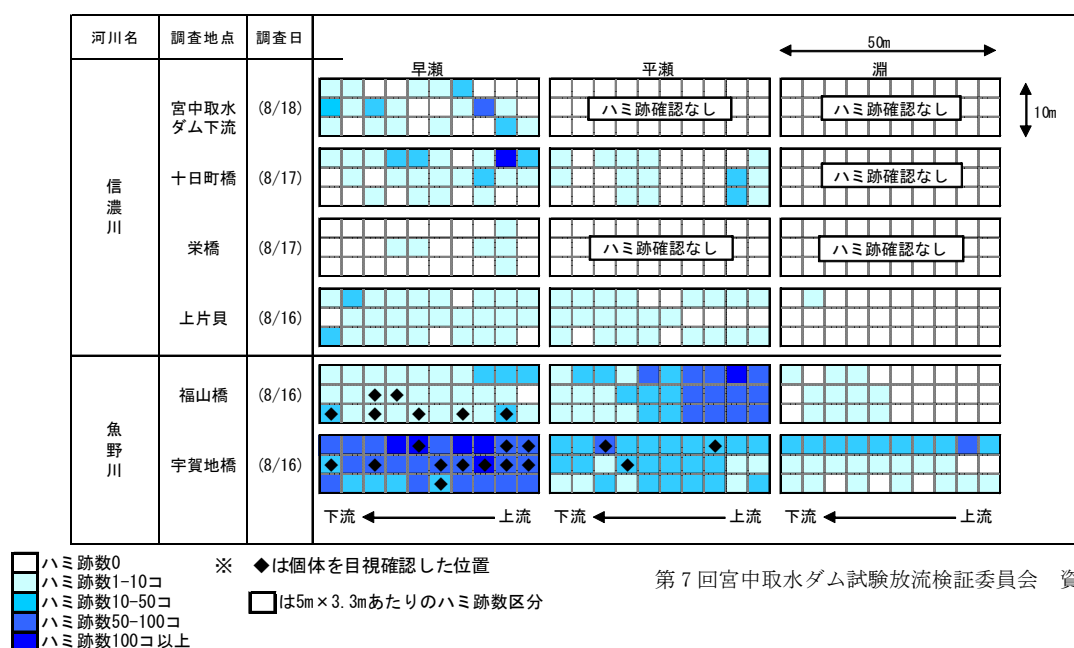 河川名 調査地点 調査日
50m
早瀬 平瀬 淵
宮中取水
ダム下流 (8/18) ハミ跡確認なし ハミ跡確認なし
10m
十日町橋 (8/17) ハミ跡確認なし
信濃川
栄橋 (8/17) ハミ跡確認なし ハミ跡確認なし
上片貝 (8/16)
福山橋 (8/16)
魚野川
宇賀地橋 (8/16)
下流 上流 下流 上流 下流 上流
ハミ跡数0
ハミ跡数1-10コ
ハミ跡数10-50コ
ハミ跡数50-100コ
ハミ跡数100コ以上
※ ◆は個体を目視確認した位置
は5m×3.3mあたりのハミ跡数区分
第7回宮中取水ダム試験放流検証委員会